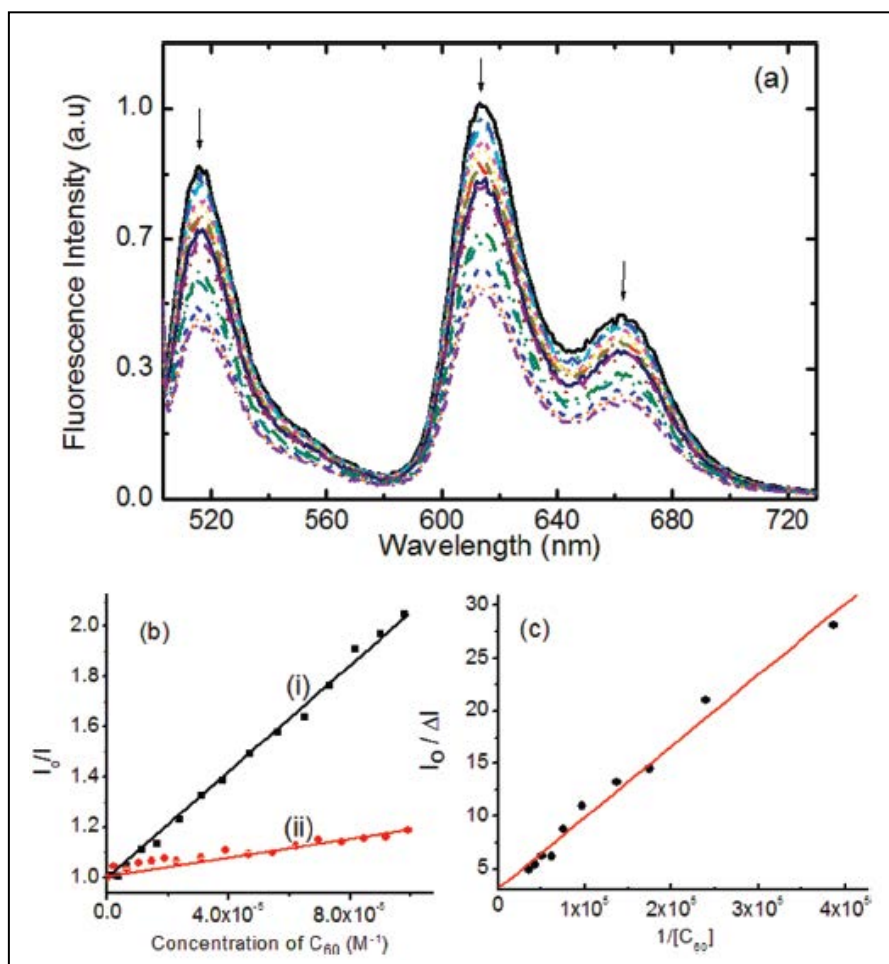 (a)
Fluorescence Intensity (a.u)
1.0
0.7
0.3
0.0
520 560 600 640 680 720
Wavelength (nm)
(b)
I₀/I
2.0
1.8
1.6
1.4
1.2
1.0
(i)
(ii)
0.0 4.0x10⁻⁵ 8.0x10⁻⁵
Concentration of C₆₀ (M⁻¹)
(c)
I₀ / ΔI
30
25
20
15
10
5
0 1x10⁵ 2x10⁵ 3x10⁵ 4x10⁵
1/[C₆₀]